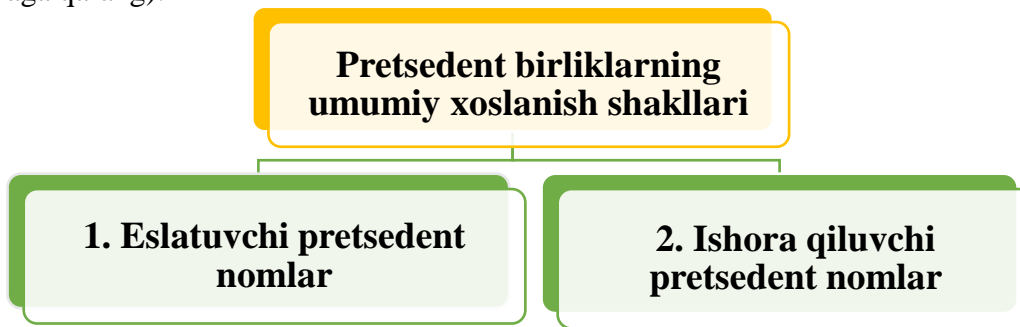 Pretsedent birliklarning
umumiy xoslanish shakllari
1. Eslatuvchi pretsedent
nomlar
2. Ishora qiluvchi
pretsedent nomlar